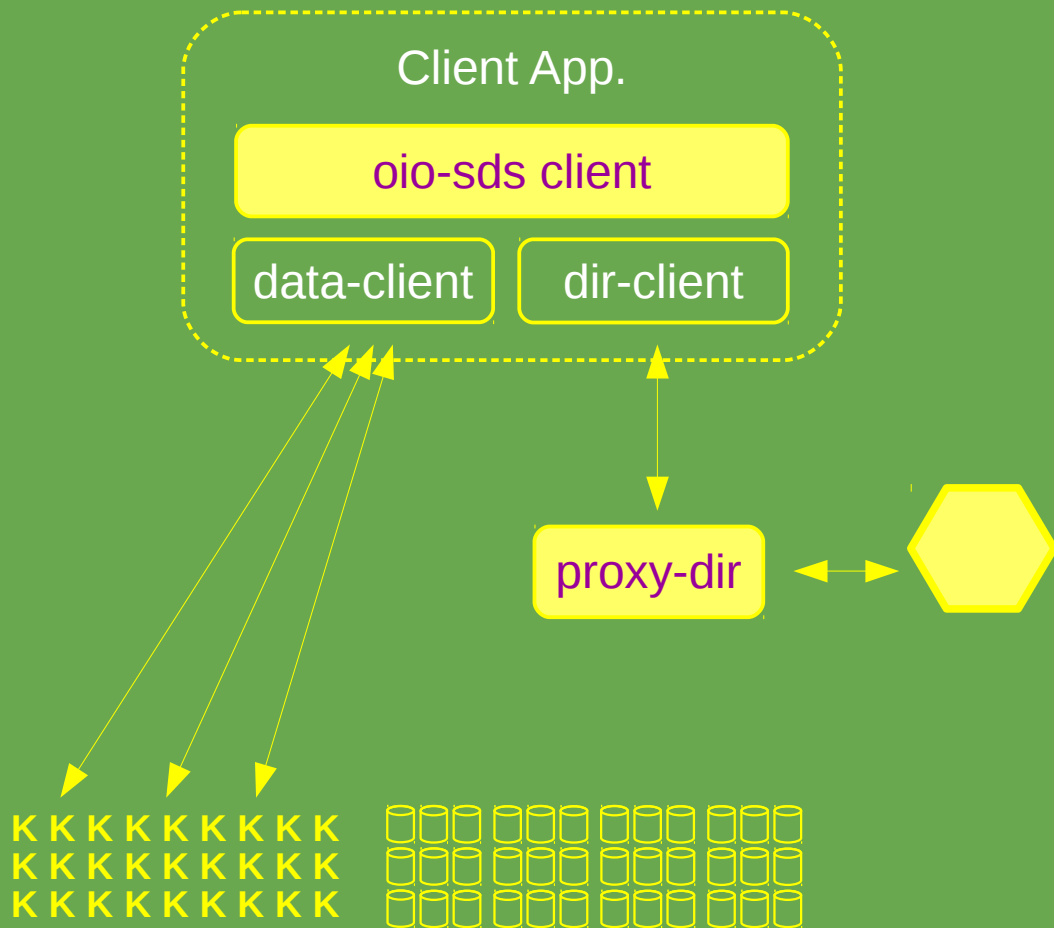 Client App.
oio-sds client
data-client dir-client
proxy-dir
K K K K K K K K K
K K K K K K K K K
K K K K K K K K K